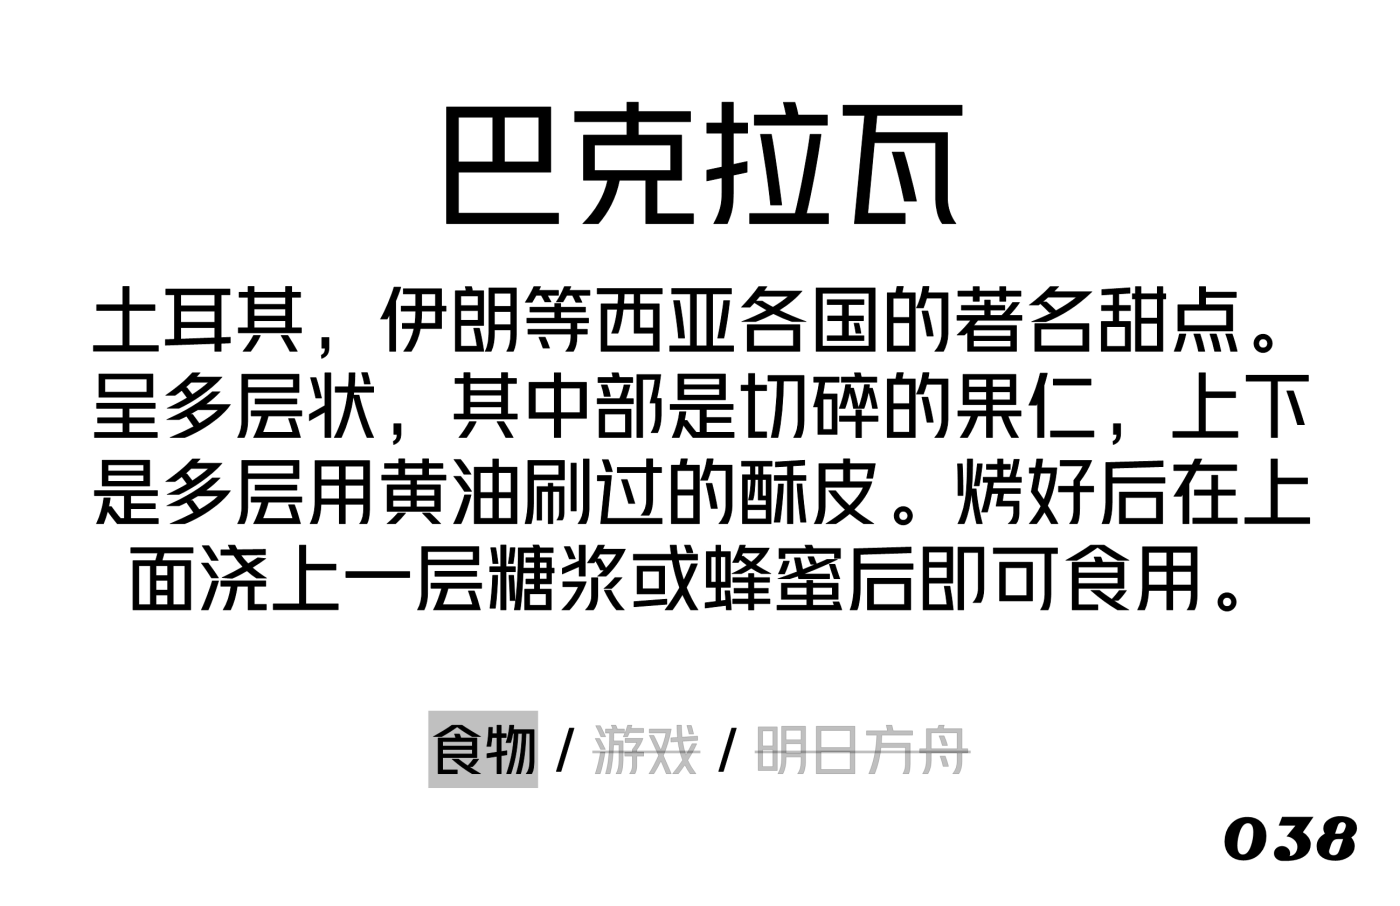 巴克拉瓦
土耳其，伊朗等西亚各国的著名甜点。
呈多层状，其中部是切碎的果仁，上下
是多层用黄油刷过的酥皮。烤好后在上
面浇上一层糖浆或蜂蜜后即可食用。
食物 / 游戏 / 明日方舟
038